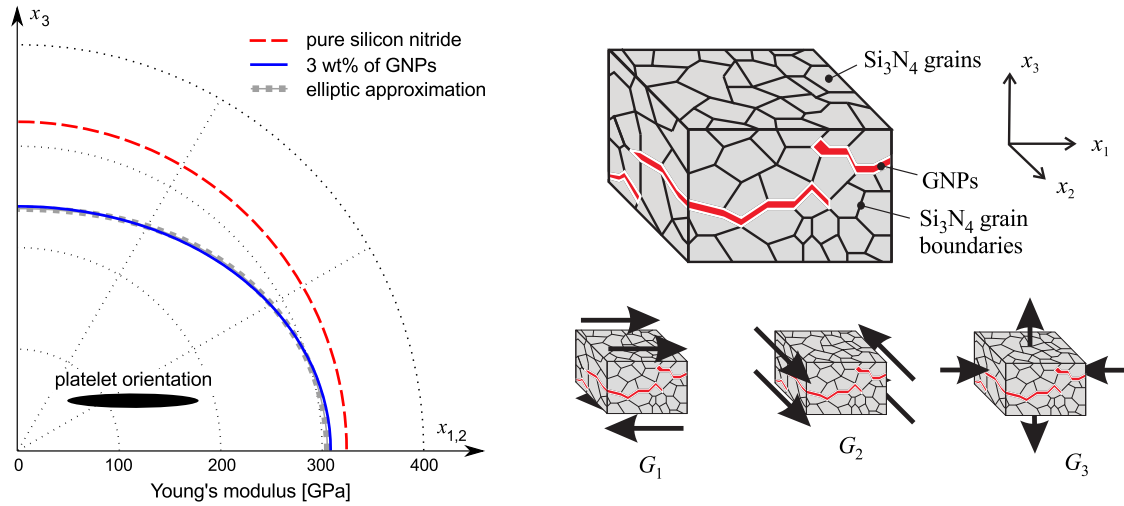 x3
pure silicon nitride
3 wt% of GNPs
elliptic approximation
platelet orientation
x1,2
0 100 200 300 400
Young's modulus [GPa]
Si3N4 grains
GNPs
Si3N4 grain
boundaries
x3
x1
x2
G1
G2
G3